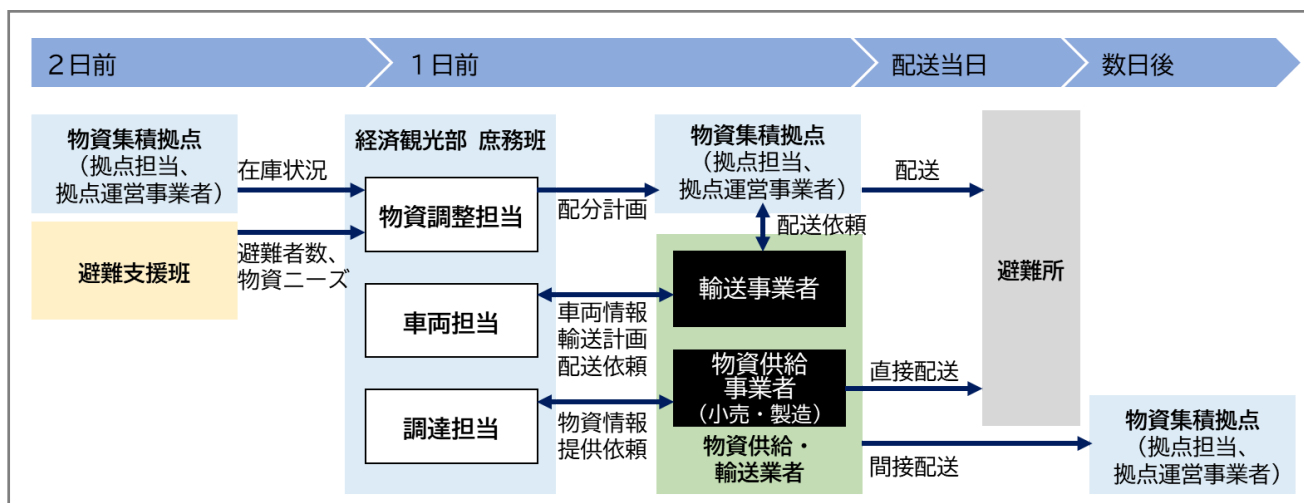 2日前
1日前
配送当日
数日後
物資集積拠点
（拠点担当、
拠点運営事業者）
在庫状況
避難支援班
避難者数、
物資ニーズ
経済観光部 庶務班
物資調整担当
車両担当
調達担当
配分計画
車両情報
輸送計画
配送依頼
物資情報
提供依頼
物資集積拠点
（拠点担当、
拠点運営事業者）
配送依頼
輸送事業者
物資供給
事業者
（小売・製造）
物資供給・
輸送業者
配送
直接配送
間接配送
避難所
物資集積拠点
（拠点担当、
拠点運営事業者）